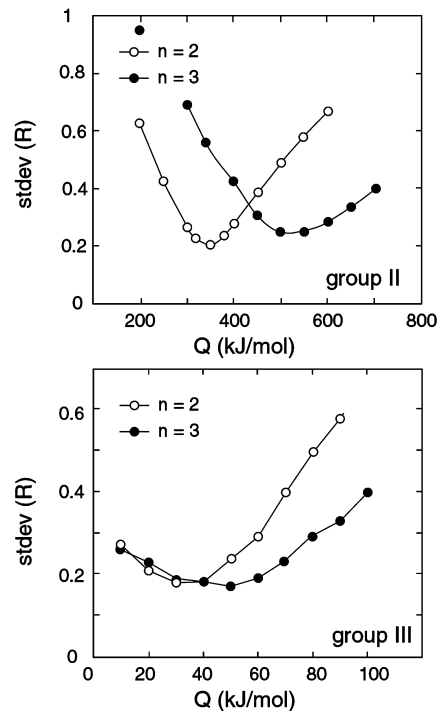 1
n = 2
0.8
n = 3
0.6
stdev (R)
0.4
0.2
group II
0
200 400 600 800
Q (kJ/mol)
n = 2
0.6
n = 3
stdev (R)
0.4
0.2
group III
0
0 20 40 60 80 100
Q (kJ/mol)